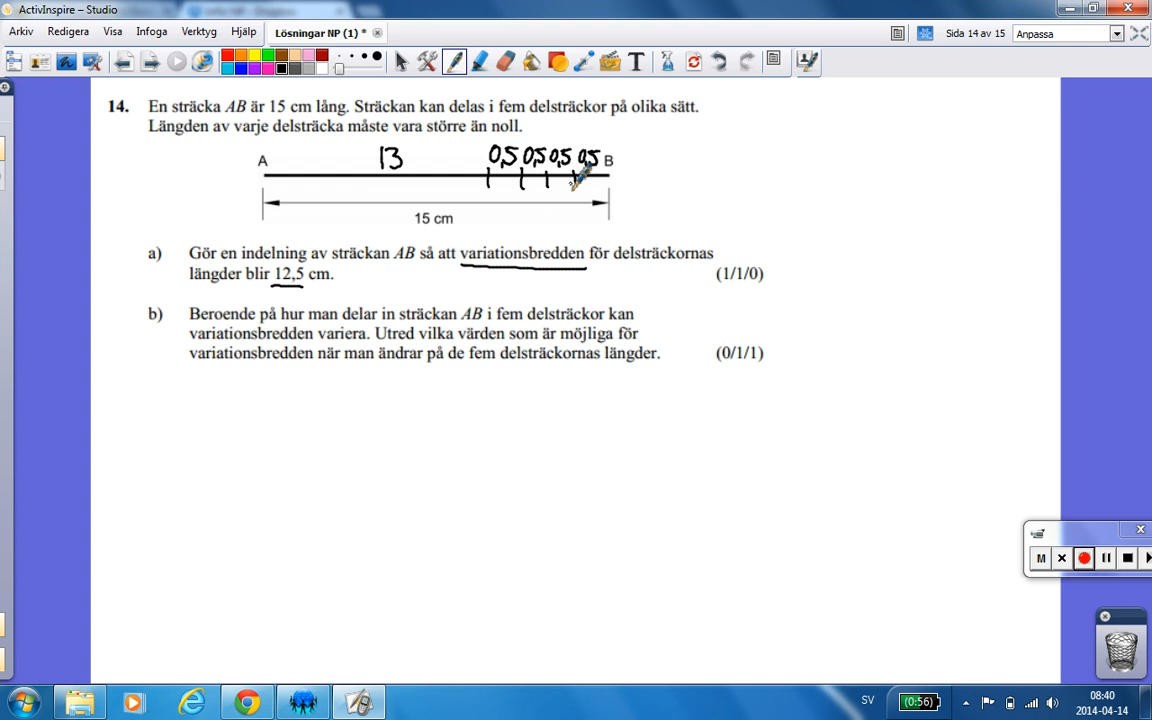 ActivInspire – Studio
Arkiv Redigera Visa Infoga Verktyg Hjälp Lösningar NP (1) * Sida 14 av 15 Anpassa
14. En sträcka AB är 15 cm lång. Sträckan kan delas i fem delsträckor på olika sätt.
Längden av varje delsträcka måste vara större än noll.
A 13 0,5 0,5 0,5 0,5 B
15 cm
a) Gör en indelning av sträckan AB så att variationsbredden för delsträckornas
längder blir 12,5 cm. (1/1/0)
b) Beroende på hur man delar in sträckan AB i fem delsträckor kan
variationsbredden variera. Utred vilka värden som är möjliga för
variationsbredden när man ändrar på de fem delsträckornas längder. (0/1/1)
M
SV (0:56) 08:40
2014-04-14